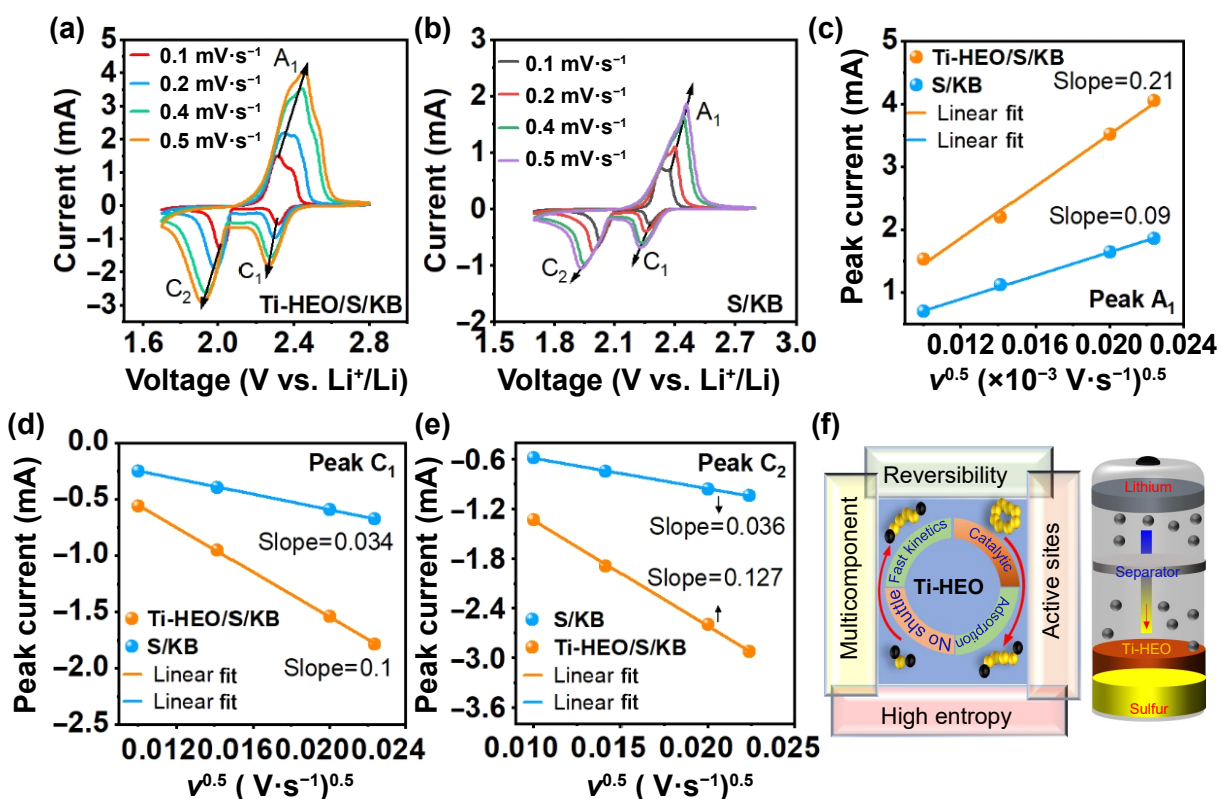 (a)
0.1 mV·s⁻¹
0.2 mV·s⁻¹
0.4 mV·s⁻¹
0.5 mV·s⁻¹
A₁
C₁
C₂
Ti-HEO/S/KB
5
4
3
2
1
0
−1
−2
−3
Current (mA)
1.6 2.0 2.4 2.8
Voltage (V vs. Li⁺/Li)
(b)
0.1 mV·s⁻¹
0.2 mV·s⁻¹
0.4 mV·s⁻¹
0.5 mV·s⁻¹
A₁
C₂
C₁
S/KB
3
2
1
0
−1
−2
Current (mA)
1.5 1.8 2.1 2.4 2.7 3.0
Voltage (V vs. Li⁺/Li)
(c)
Ti-HEO/S/KB
S/KB
Linear fit
Linear fit
Slope=0.21
Slope=0.09
Peak A₁
5
4
3
2
1
Peak current (mA)
0.012 0.016 0.020 0.024
v⁰·⁵ (×10⁻³ V·s⁻¹)⁰·⁵
(d)
Peak C₁
Slope=0.034
Ti-HEO/S/KB
S/KB
Slope=0.1
Linear fit
Linear fit
0.0
−0.5
−1.0
−1.5
−2.0
−2.5
Peak current (mA)
0.012 0.016 0.020 0.024
v⁰·⁵ ( V·s⁻¹)⁰·⁵
(e)
Peak C₂
Slope=0.036
Slope=0.127
S/KB
Ti-HEO/S/KB
Linear fit
Linear fit
−0.6
−1.2
−1.8
−2.4
−3.0
−3.6
Peak current (mA)
0.010 0.015 0.020 0.025
v⁰·⁵ ( V·s⁻¹)⁰·⁵
(f)
Reversibility
Multicomponent
Active sites
High entropy
Fast kinetics
Catalytic
Ti-HEO
No shuttle
Adsorption
Lithium
Separator
Ti-HEO
Sulfur